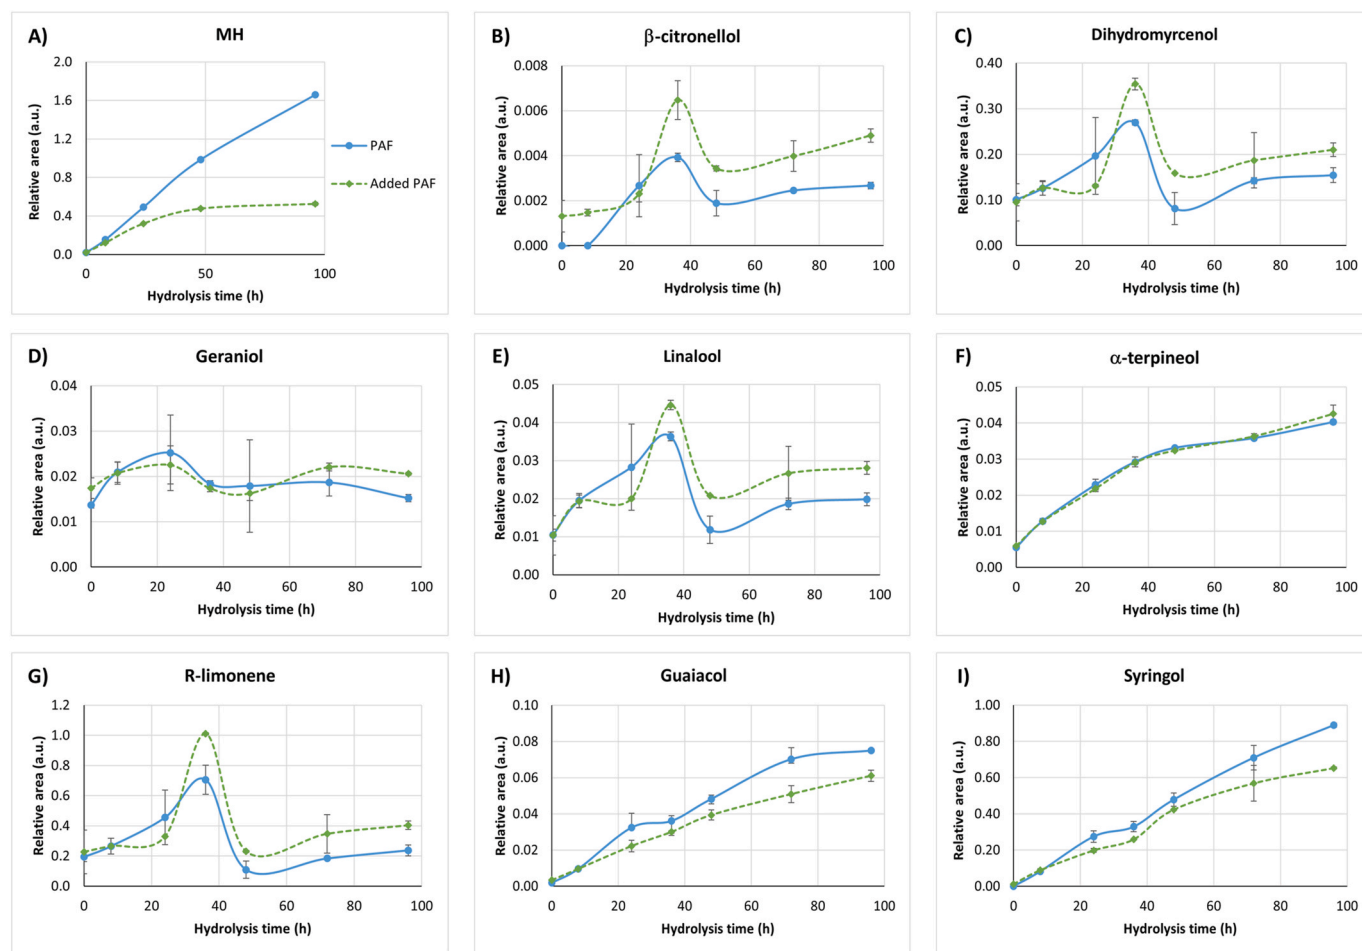 A) MH
Relative area (a.u.)
2.0
1.6
1.2
0.8
0.4
0.0
0 50 100
Hydrolysis time (h)
PAF
Added PAF
B) β-citronellol
Relative area (a.u.)
0.008
0.006
0.004
0.002
0.000
0 20 40 60 80 100
Hydrolysis time (h)
C) Dihydromyrcenol
Relative area (a.u.)
0.40
0.30
0.20
0.10
0.00
0 20 40 60 80 100
Hydrolysis time (h)
D) Geraniol
Relative area (a.u.)
0.04
0.03
0.02
0.01
0.00
0 20 40 60 80 100
Hydrolysis time (h)
E) Linalool
Relative area (a.u.)
0.05
0.04
0.03
0.02
0.01
0.00
0 20 40 60 80 100
Hydrolysis time (h)
F) α-terpineol
Relative area (a.u.)
0.05
0.04
0.03
0.02
0.01
0.00
0 20 40 60 80 100
Hydrolysis time (h)
G) R-limonene
Relative area (a.u.)
1.2
1.0
0.8
0.6
0.4
0.2
0.0
0 20 40 60 80 100
Hydrolysis time (h)
H) Guaiacol
Relative area (a.u.)
0.10
0.08
0.06
0.04
0.02
0.00
0 20 40 60 80 100
Hydrolysis time (h)
I) Syringol
Relative area (a.u.)
1.00
0.80
0.60
0.40
0.20
0.00
0 20 40 60 80 100
Hydrolysis time (h)